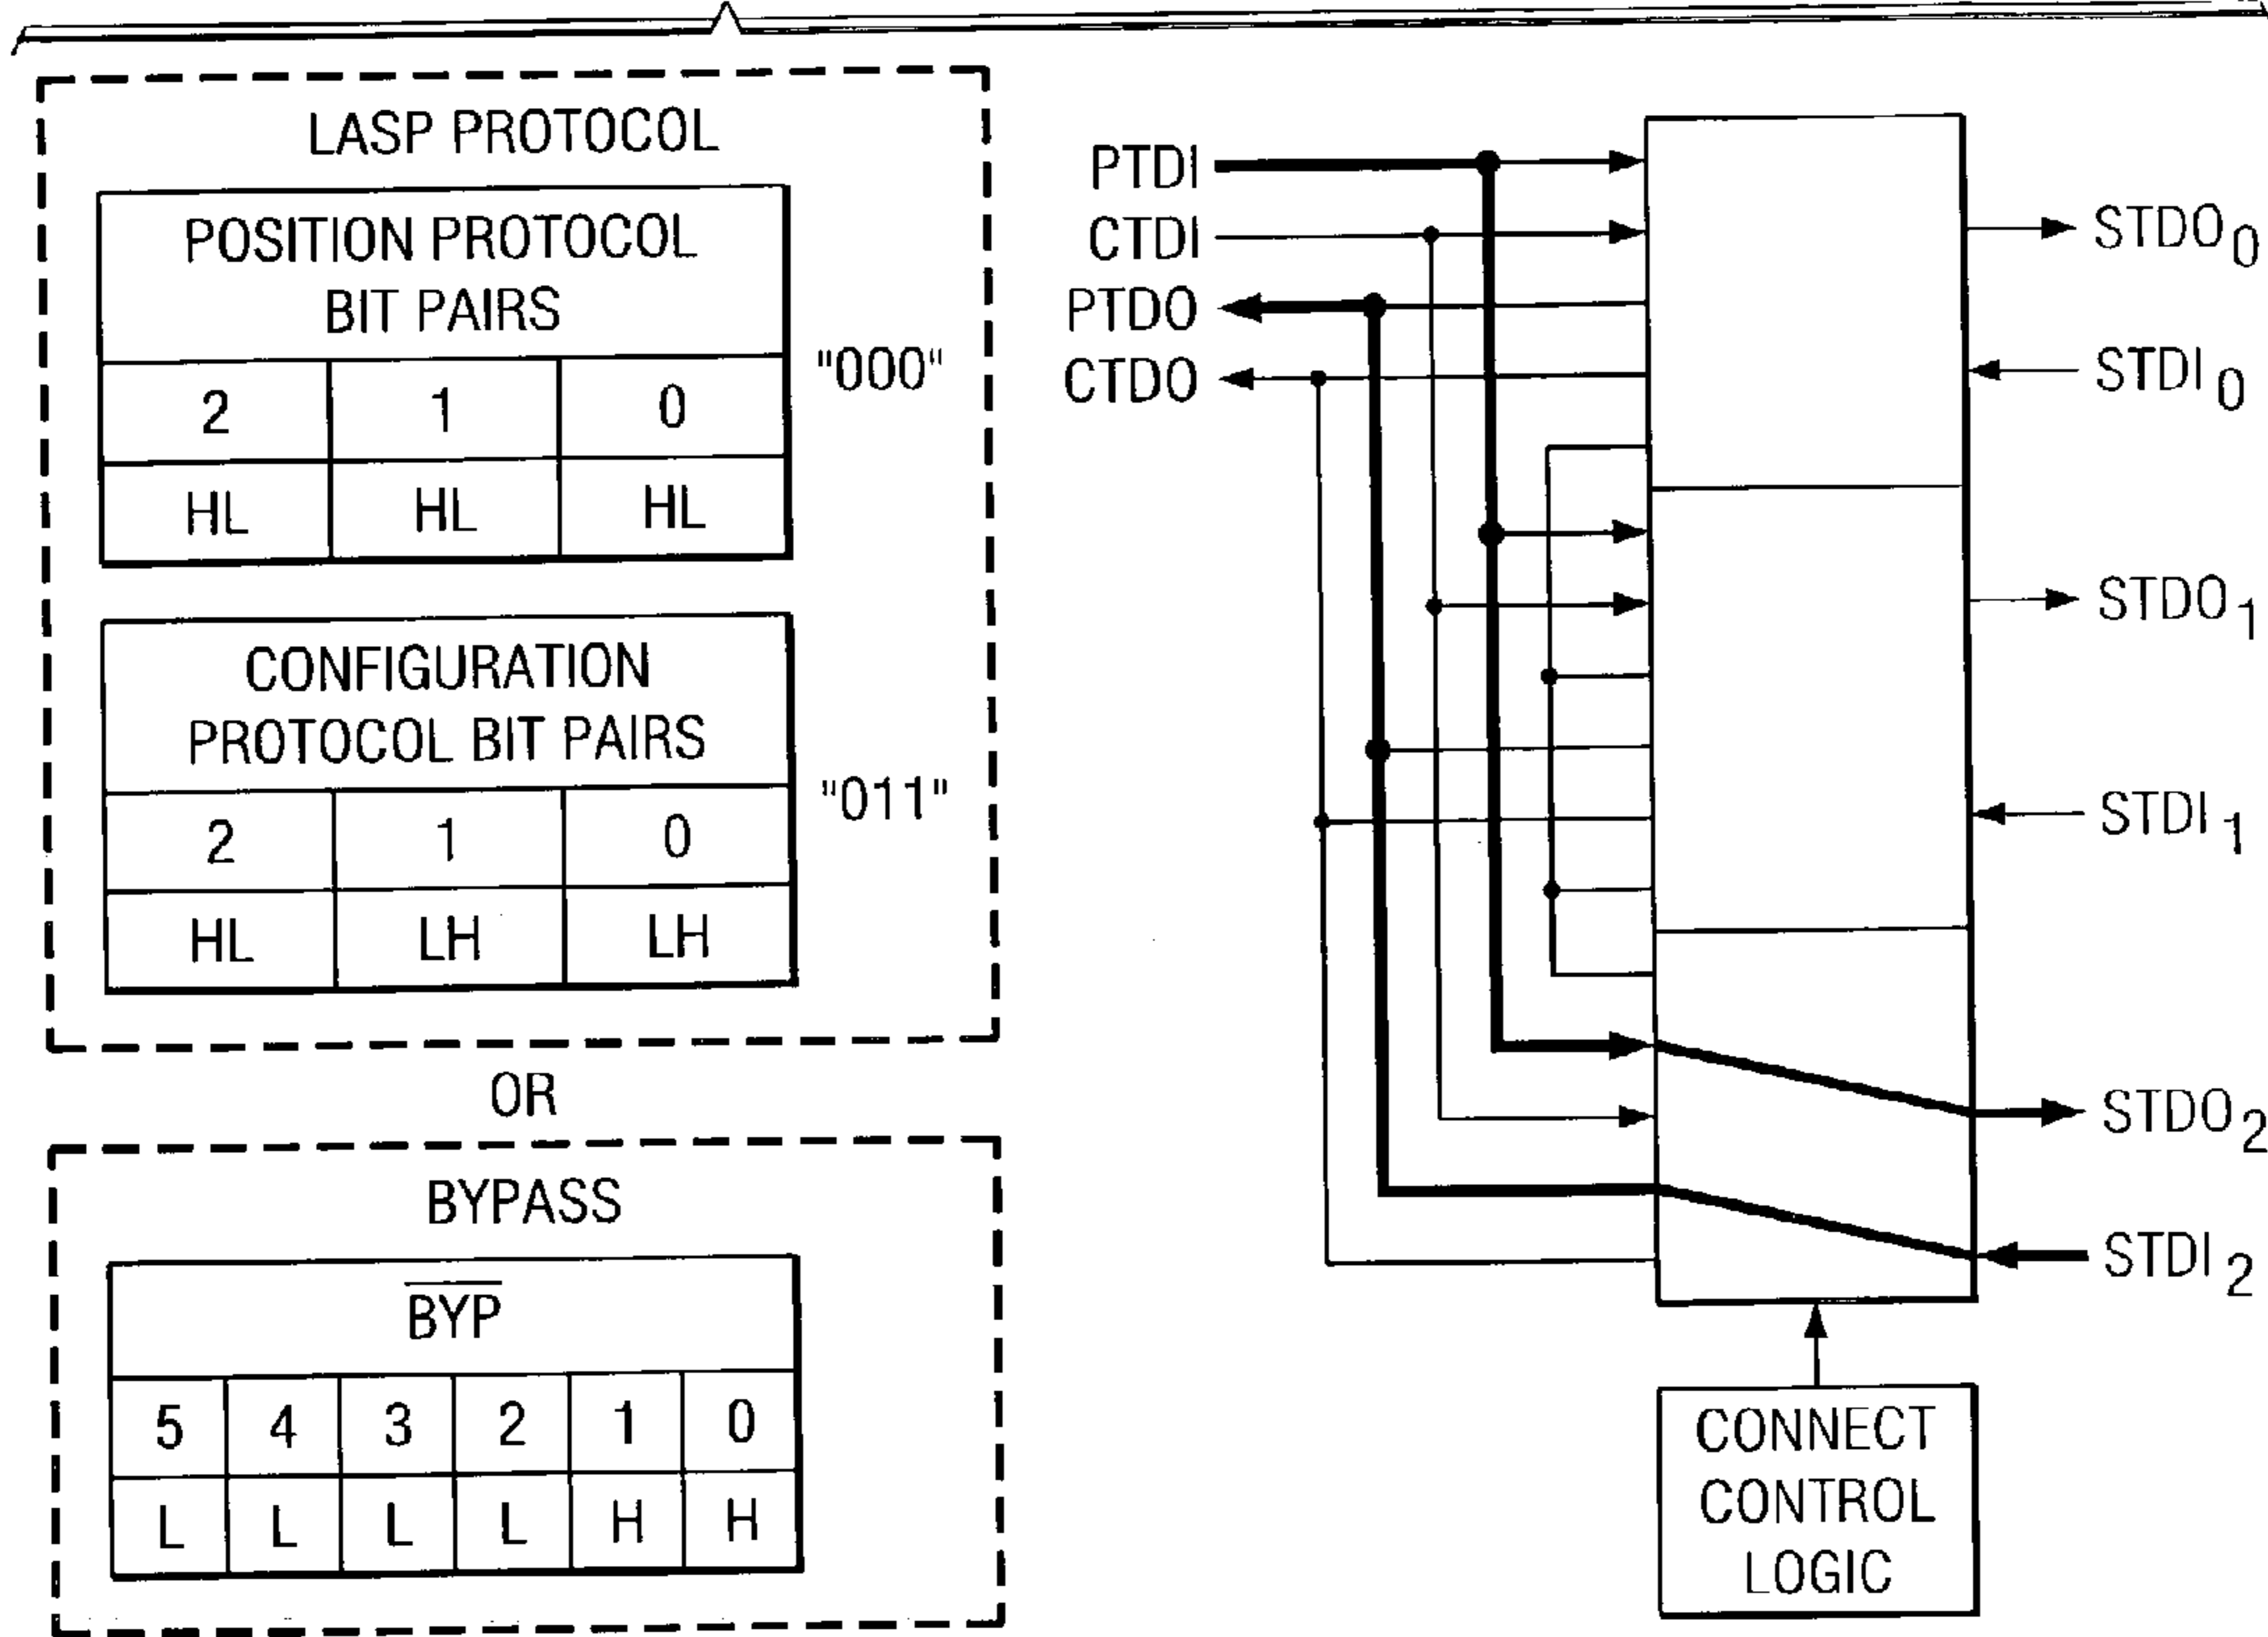 LASP PROTOCOL
POSITION PROTOCOL
BIT PAIRS
2 1 0
HL HL HL
"000"
CONFIGURATION
PROTOCOL BIT PAIRS
2 1 0
HL LH LH
"011"
OR
BYPASS
BYP
5 4 3 2 1 0
L L L L H H
PTDI
CTDI
PTDO
CTDO
STDO0
STDI0
STDO1
STDI1
STDO2
STDI2
CONNECT
CONTROL
LOGIC